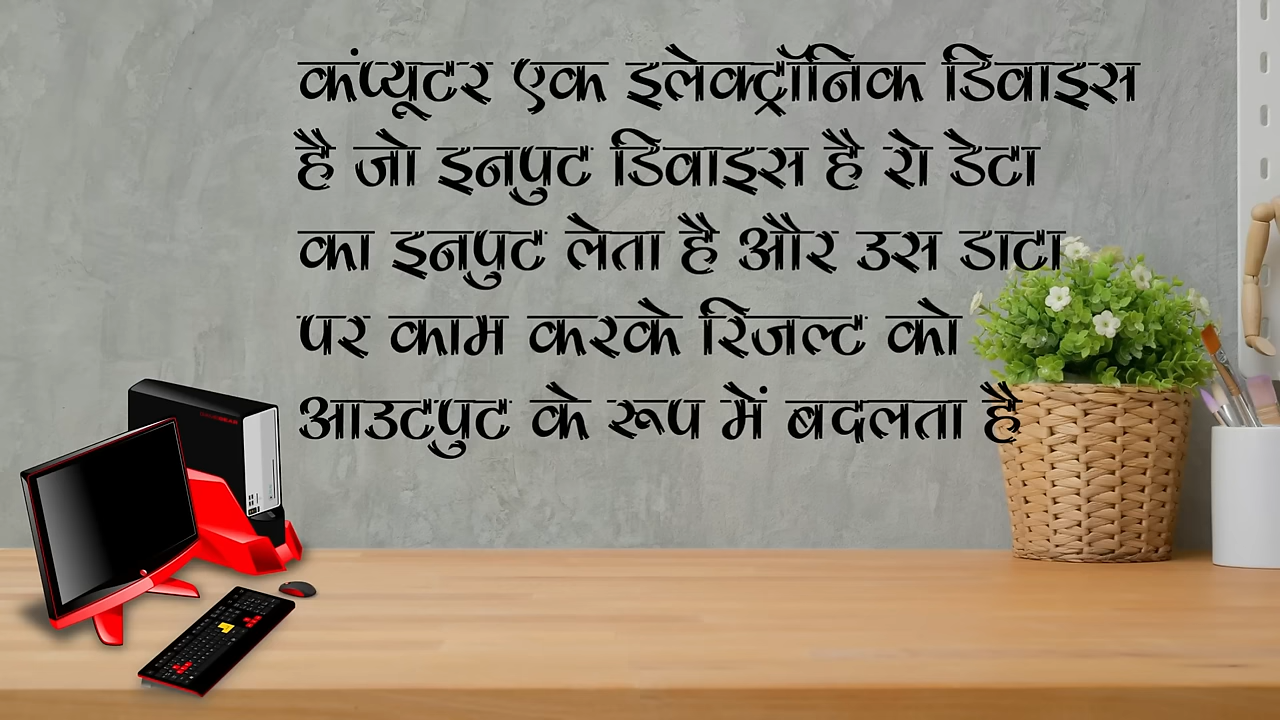 कंप्यूटर एक इलेक्ट्रॉनिक डिवाइस
है जो इनपुट डिवाइस है रो डेटा
का इनपुट लेता है और उस डाटा
पर काम करके रिजल्ट को
आउटपुट के रूप में बदलता है